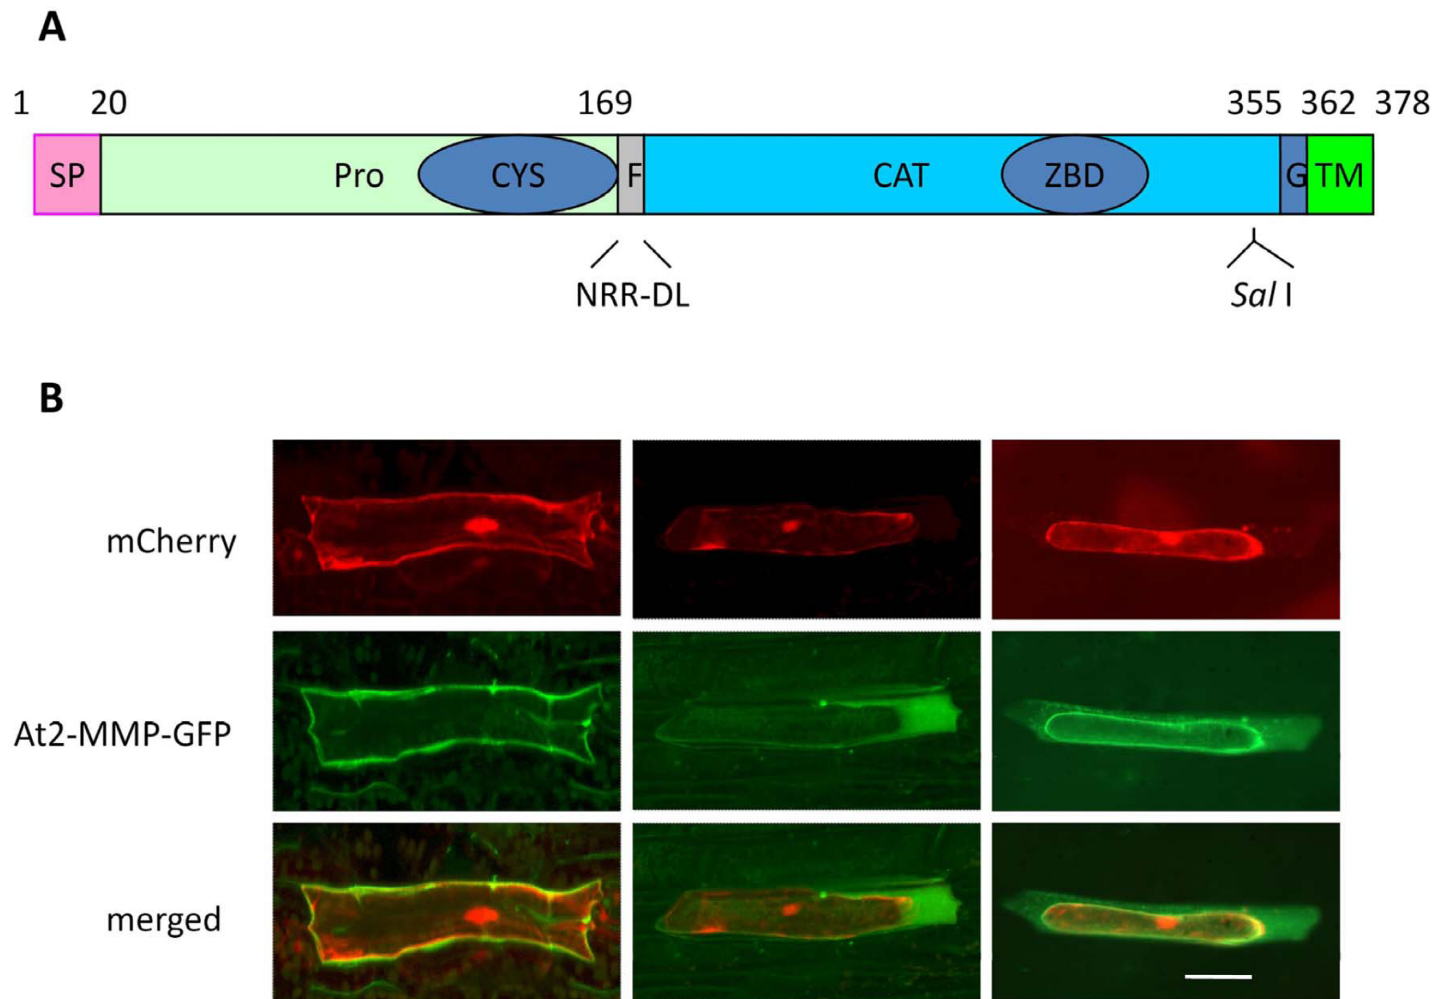 A
1 20 169 355 362 378
SP Pro CYS F CAT ZBD G TM
NRR-DL Sal I
B
mCherry
At2-MMP-GFP
merged